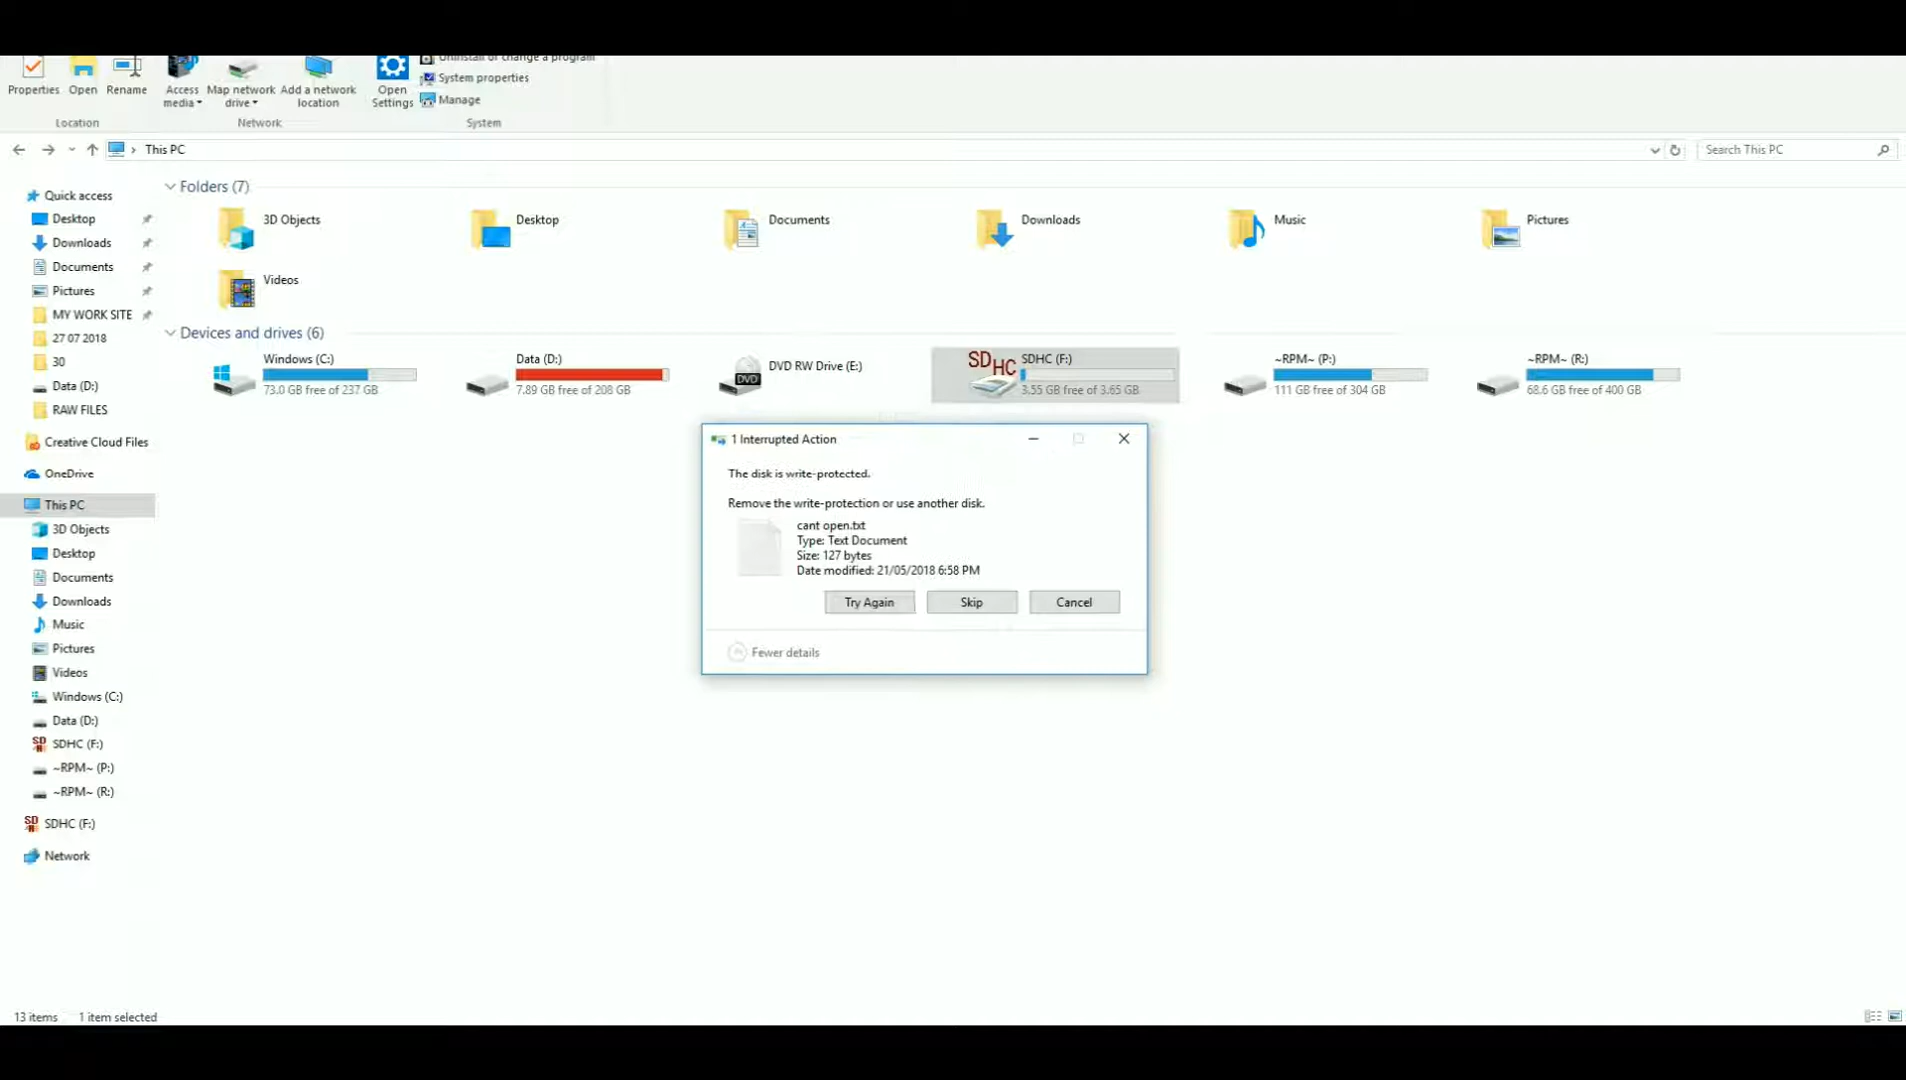 Uninstall or change a program
Properties
Open
Rename
Access media
Map network drive
Add a network location
Open Settings
System properties
Manage
Location
Network
System
This PC
Search This PC
Quick access
Desktop
Downloads
Documents
Pictures
MY WORK SITE
27 07 2018
30
Data (D:)
RAW FILES
Creative Cloud Files
OneDrive
This PC
3D Objects
Desktop
Documents
Downloads
Music
Pictures
Videos
Windows (C:)
Data (D:)
SDHC (F:)
~RPM~ (P:)
~RPM~ (R:)
SDHC (F:)
Network
Folders (7)
3D Objects
Desktop
Documents
Downloads
Music
Pictures
Videos
Devices and drives (6)
Windows (C:)
73.0 GB free of 237 GB
Data (D:)
7.89 GB free of 208 GB
DVD
DVD RW Drive (E:)
SDHC
SDHC (F:)
3.55 GB free of 3.65 GB
~RPM~ (P:)
111 GB free of 304 GB
~RPM~ (R:)
68.6 GB free of 400 GB
1 Interrupted Action
The disk is write-protected.
Remove the write-protection or use another disk.
cant open.txt
Type: Text Document
Size: 127 bytes
Date modified: 21/05/2018 6:58 PM
Try Again
Skip
Cancel
Fewer details
13 items
1 item selected